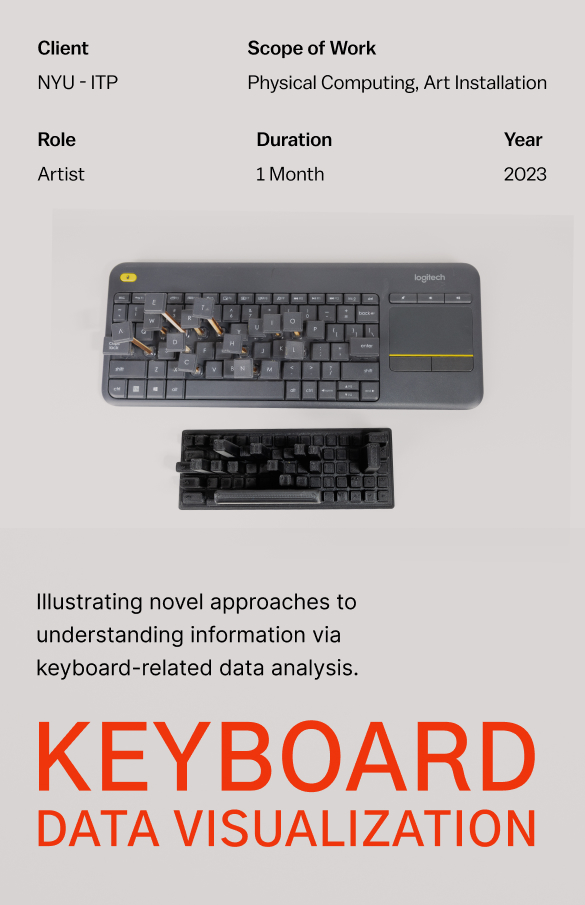 Client
Scope of Work
NYU - ITP
Physical Computing, Art Installation
Role
Duration
Year
Artist
1 Month
2023
logitech
Illustrating novel approaches to
understanding information via
keyboard-related data analysis.
KEYBOARD
DATA VISUALIZATION